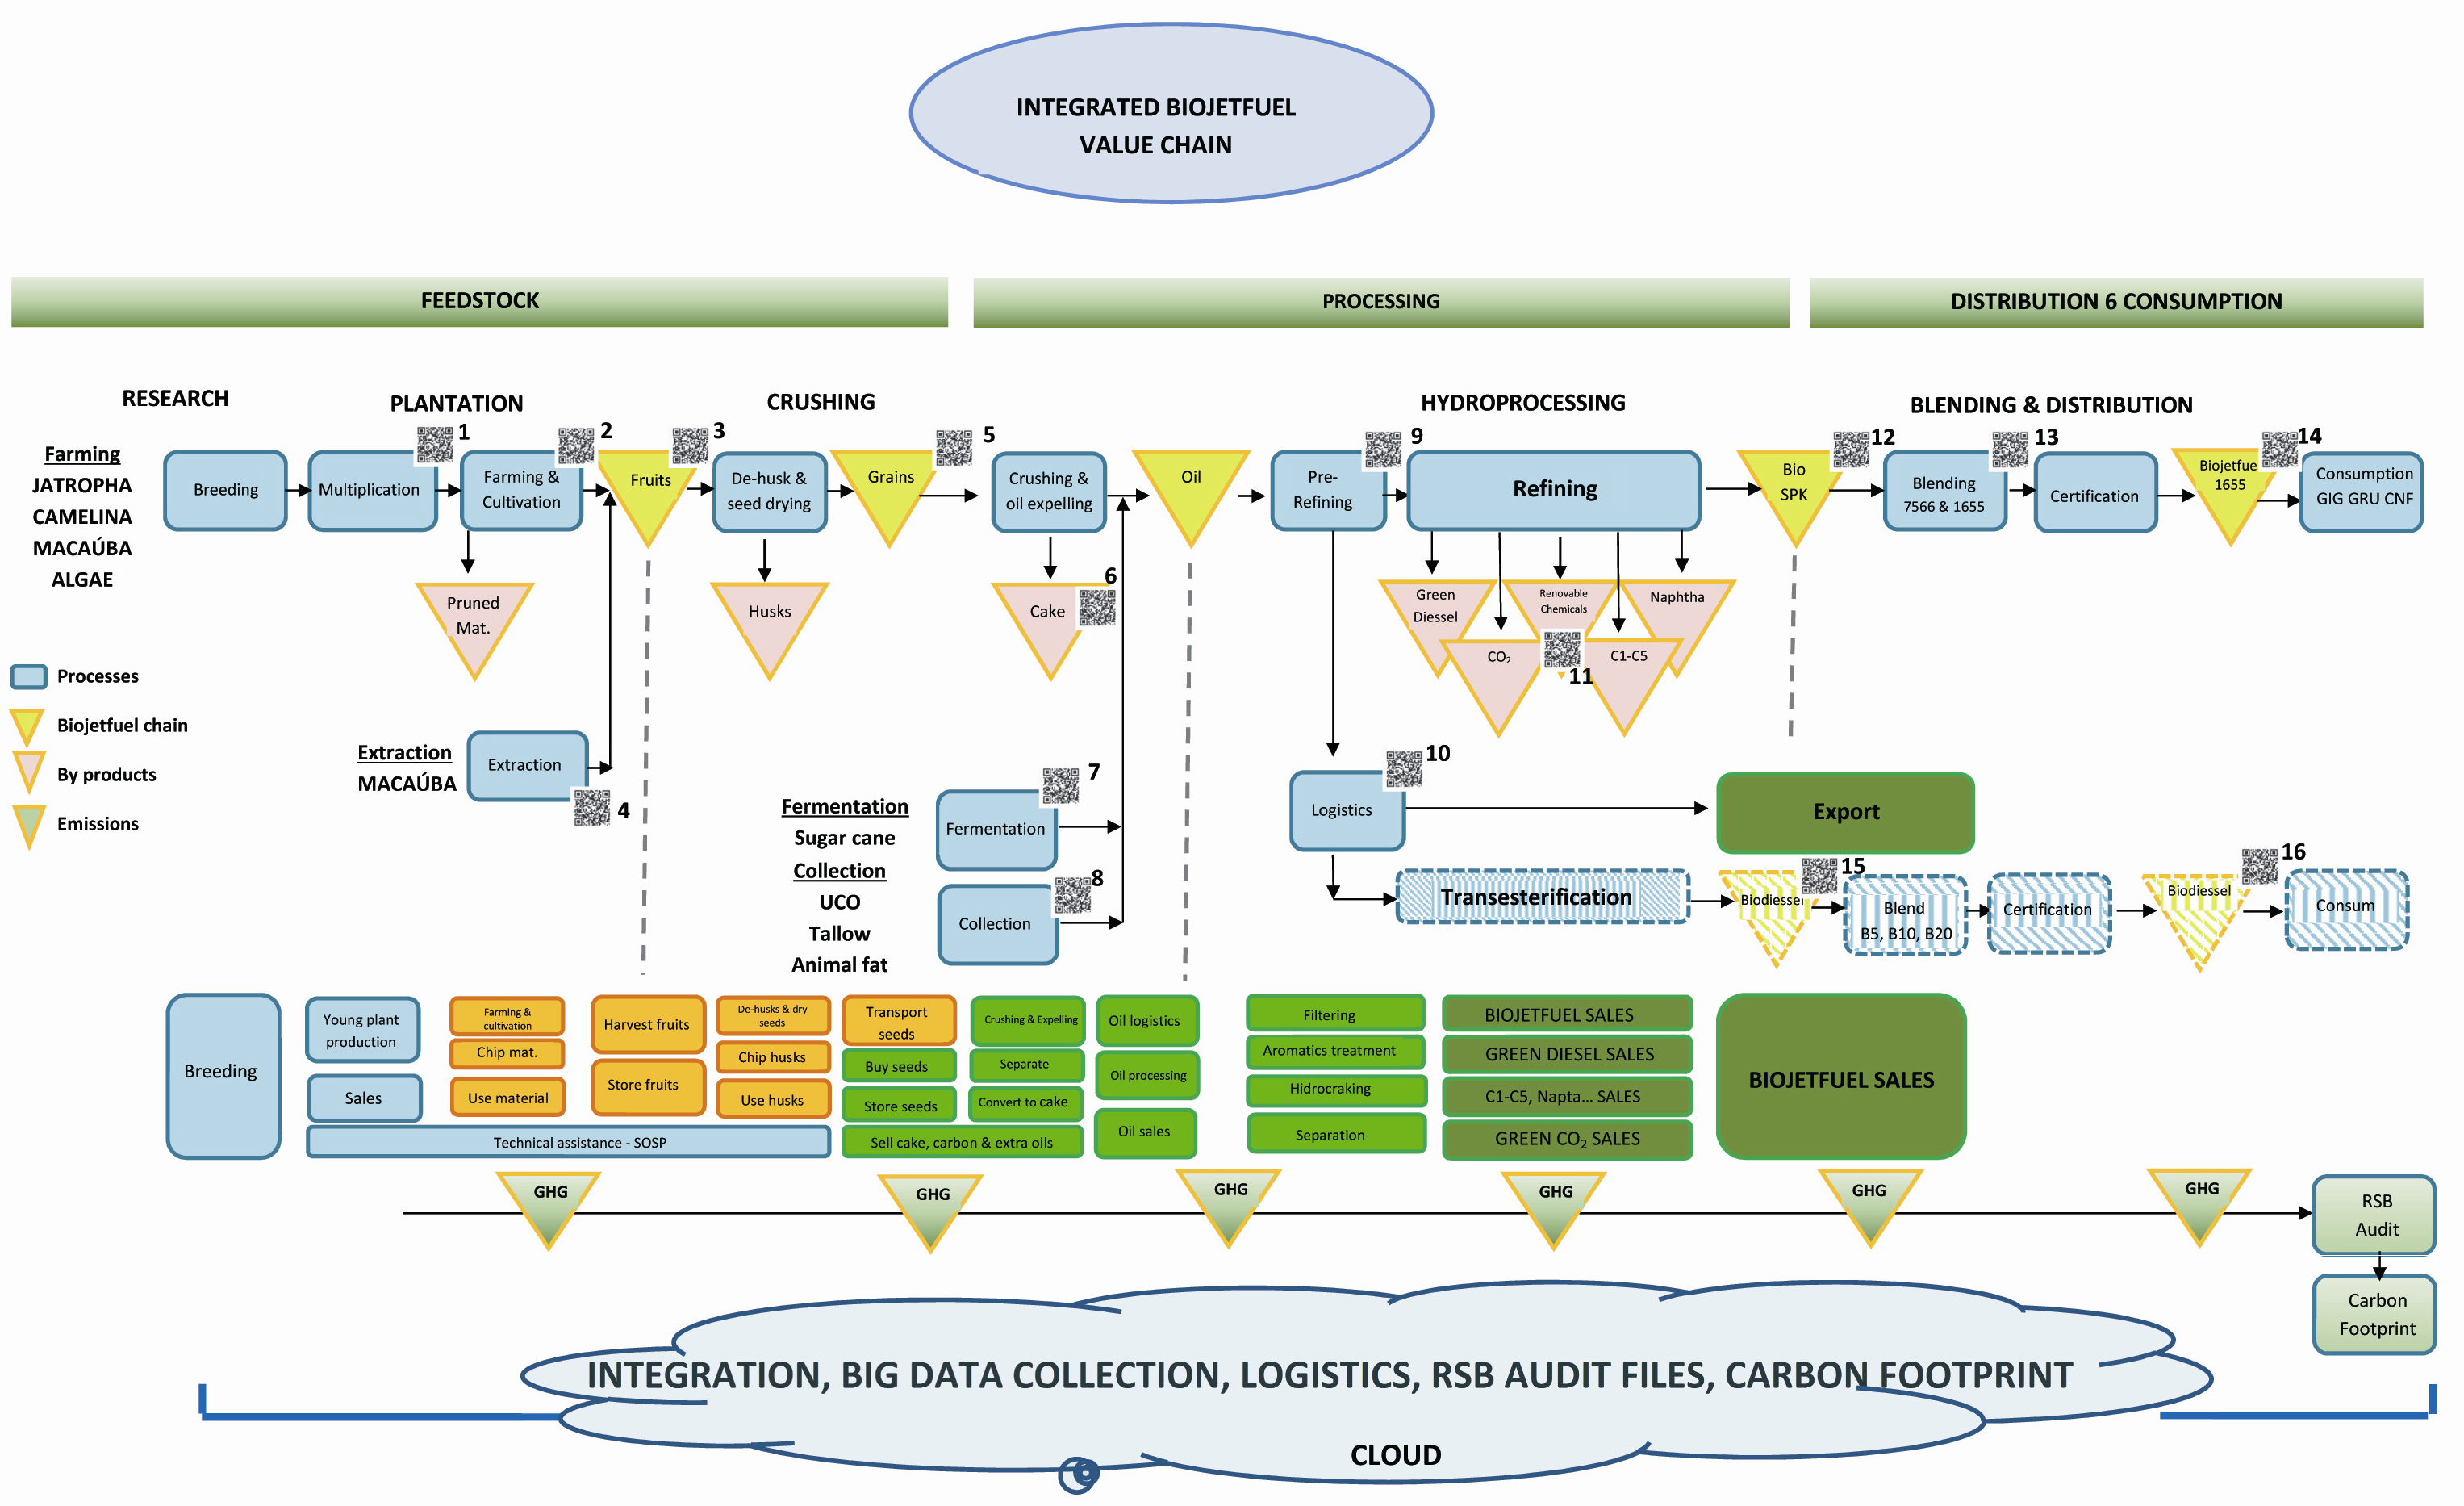 INTEGRATED BIOJETFUEL
VALUE CHAIN
FEEDSTOCK
PROCESSING
DISTRIBUTION 6 CONSUMPTION
RESEARCH
PLANTATION
CRUSHING
HYDROPROCESSING
BLENDING & DISTRIBUTION
Farming
JATROPHA
CAMELINA
MACAÚBA
ALGAE
Breeding
Multiplication
1
Farming &
Cultivation
2
Fruits
3
De-husk &
seed drying
Grains
5
Crushing &
oil expelling
Oil
Pre-
Refining
9
Refining
Bio
SPK
12
Blending
7566 & 1655
13
Certification
Biojetfue
1655
14
Consumption
GIG GRU CNF
Pruned
Mat.
Husks
Cake
6
Green
Diessel
Renovable
Chemicals
Naphtha
CO₂
11
C1-C5
Processes
Biojetfuel chain
By products
Emissions
Extraction
MACAÚBA
Extraction
4
Fermentation
Sugar cane
Collection
UCO
Tallow
Animal fat
Fermentation
7
Collection
8
Logistics
10
Export
Transesterification
Biodiessel
15
Blend
B5, B10, B20
Certification
Biodiessel
16
Consum
Breeding
Young plant
production
Sales
Farming &
cultivation
Chip mat.
Use material
Harvest fruits
Store fruits
De-husks & dry
seeds
Chip husks
Use husks
Technical assistance - SOSP
Transport
seeds
Buy seeds
Store seeds
Crushing & Expelling
Separate
Convert to cake
Sell cake, carbon & extra oils
Oil logistics
Oil processing
Oil sales
Filtering
Aromatics treatment
Hidrocraking
Separation
BIOJETFUEL SALES
GREEN DIESEL SALES
C1-C5, Napta... SALES
GREEN CO₂ SALES
BIOJETFUEL SALES
GHG
GHG
GHG
GHG
GHG
GHG
RSB
Audit
Carbon
Footprint
INTEGRATION, BIG DATA COLLECTION, LOGISTICS, RSB AUDIT FILES, CARBON FOOTPRINT
CLOUD